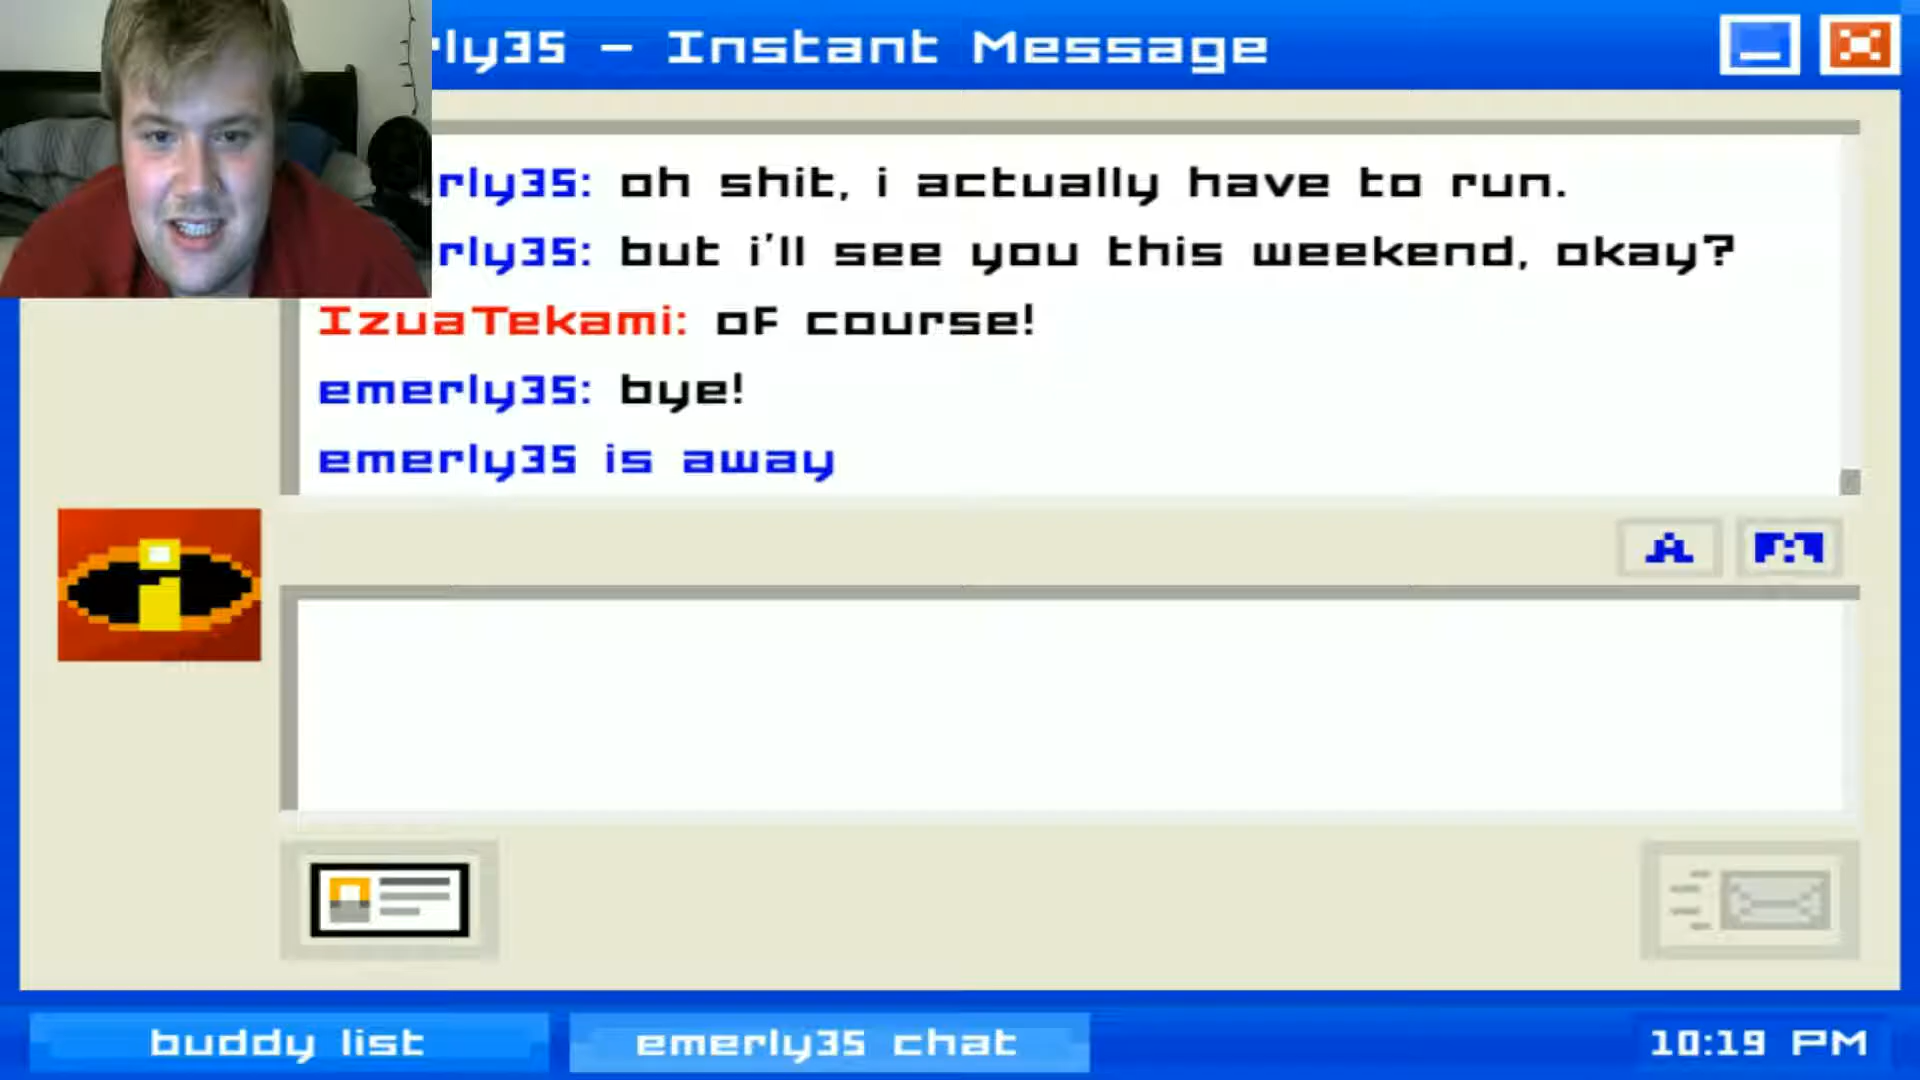 rly35 - Instant Message
rly35: oh shit, i actually have to run.
rly35: but i'll see you this weekend, okay?
IzuaTekami: of course!
emerly35: bye!
emerly35 is away
i
A
buddy list
emerly35 chat
10:19 PM